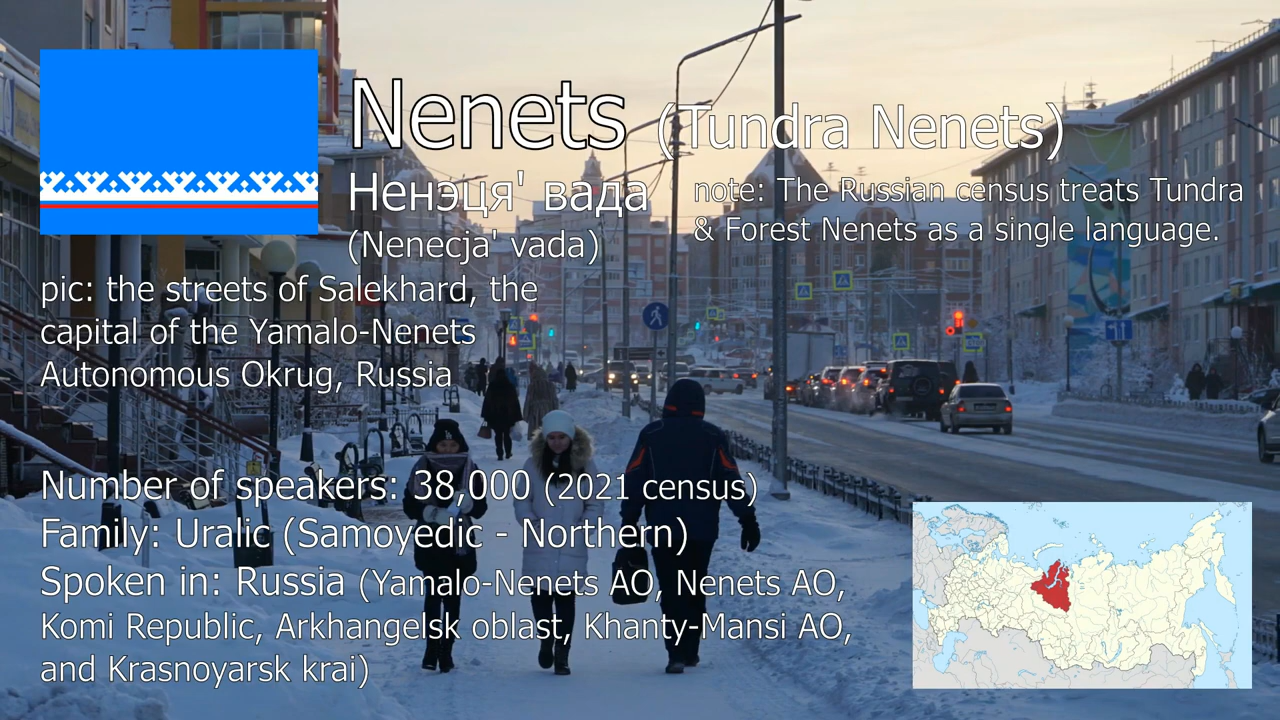 Nenets (Tundra Nenets)
Ненэця' вада
(Nenecja' vada)
note: The Russian census treats Tundra
& Forest Nenets as a single language.
pic: the streets of Salekhard, the
capital of the Yamalo-Nenets
Autonomous Okrug, Russia
Number of speakers: 38,000 (2021 census)
Family: Uralic (Samoyedic - Northern)
Spoken in: Russia (Yamalo-Nenets AO, Nenets AO,
Komi Republic, Arkhangelsk oblast, Khanty-Mansi AO,
and Krasnoyarsk krai)